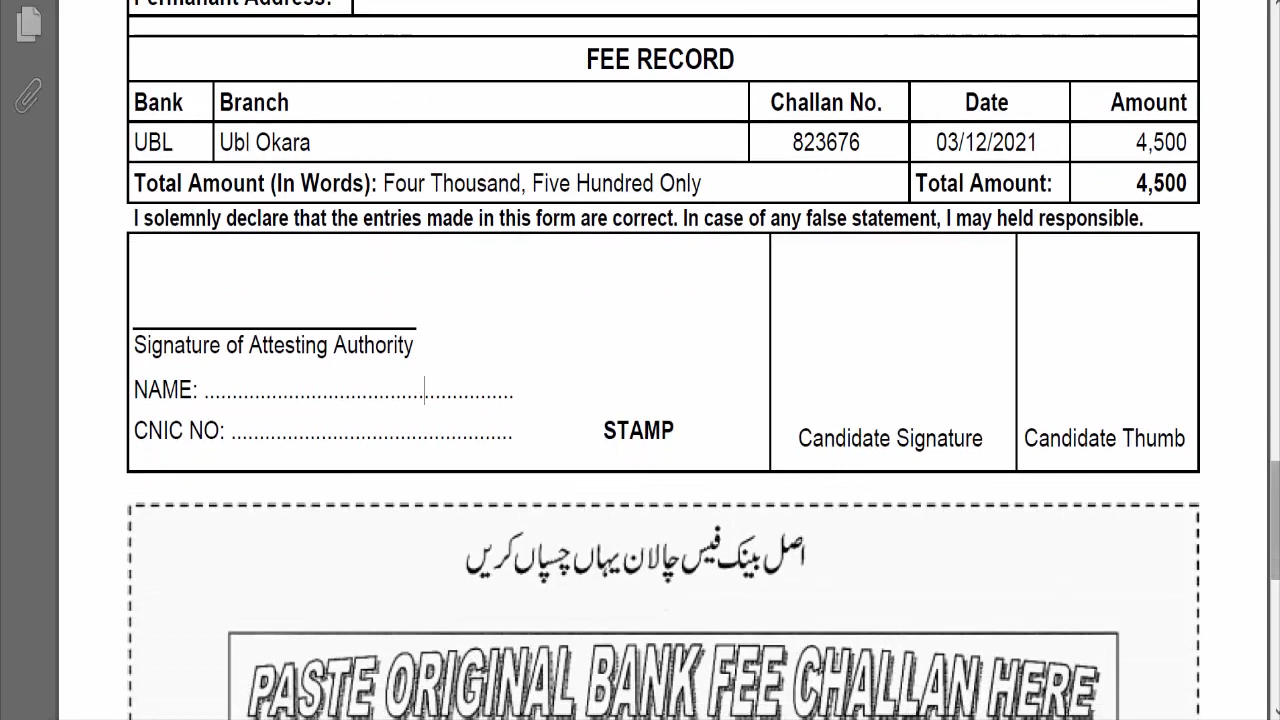 Permanant Address:
FEE RECORD
Bank Branch Challan No. Date Amount
UBL Ubl Okara 823676 03/12/2021 4,500
Total Amount (In Words): Four Thousand, Five Hundred Only Total Amount: 4,500
I solemnly declare that the entries made in this form are correct. In case of any false statement, I may held responsible.
Signature of Attesting Authority
NAME: .......................................................
CNIC NO: .................................................. STAMP Candidate Signature Candidate Thumb
اصل بینک فیس چالان یہاں چسپاں کریں
PASTE ORIGINAL BANK FEE CHALLAN HERE